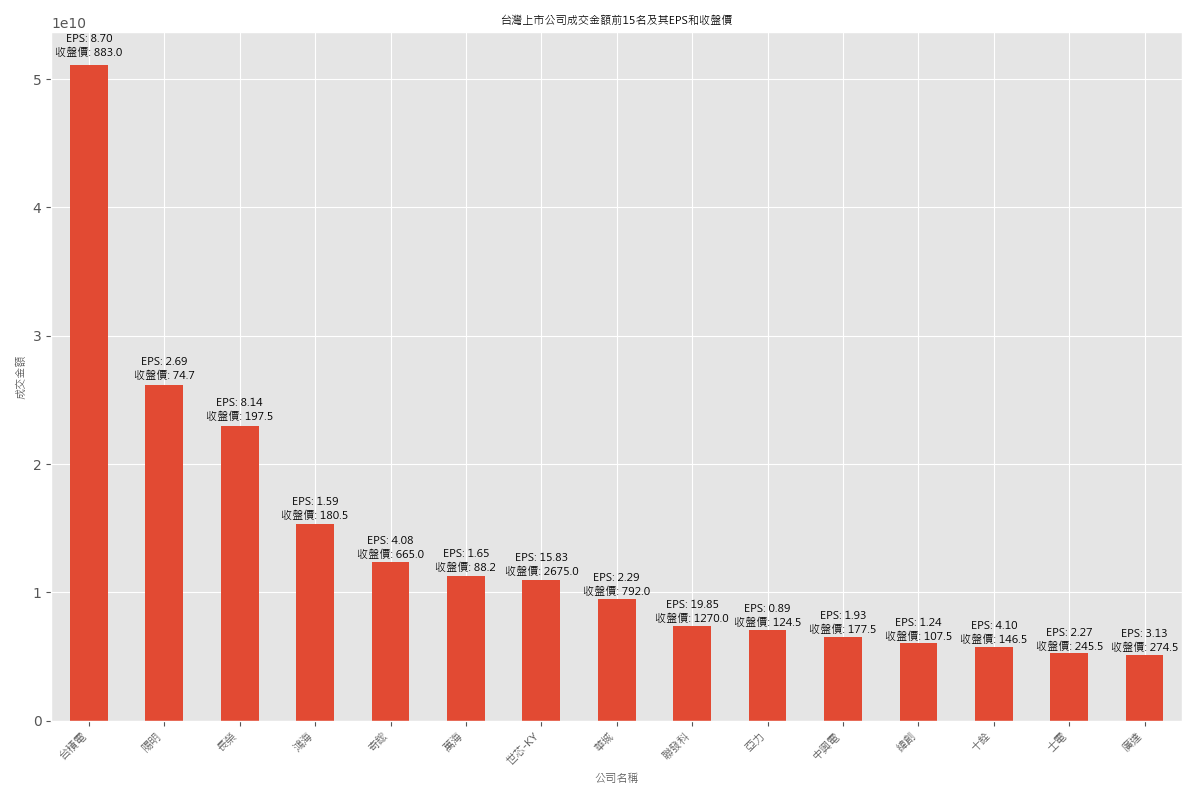 台灣上市公司成交金額前15名及其EPS和收盤價
1e10
EPS: 8.70
收盤價: 883.0
EPS: 2.69
收盤價: 74.7
EPS: 8.14
收盤價: 197.5
EPS: 1.59
收盤價: 180.5
EPS: 4.08
收盤價: 665.0
EPS: 1.65
收盤價: 88.2
EPS: 15.83
收盤價: 2675.0
EPS: 2.29
收盤價: 792.0
EPS: 19.85
收盤價: 1270.0
EPS: 0.89
收盤價: 124.5
EPS: 1.93
收盤價: 177.5
EPS: 1.24
收盤價: 107.5
EPS: 4.10
收盤價: 146.5
EPS: 2.27
收盤價: 245.5
EPS: 3.13
收盤價: 274.5
5
4
3
2
1
0
成交金額
台積電
陽明
長榮
鴻海
奇鋐
萬海
世芯-KY
華城
聯發科
亞力
中興電
緯創
十銓
士電
廣達
公司名稱